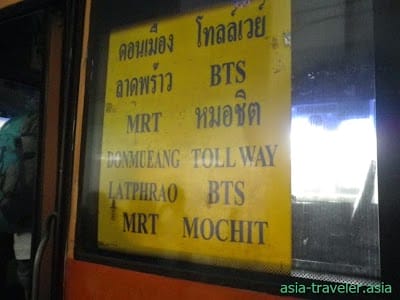 ดอนเมือง โทลล์เวย์
ลาดพร้าว BTS
MRT หมอชิต
DONMUEANG TOLL WAY
LATPHRAO BTS
MRT MOCHIT
asia-traveler.asia